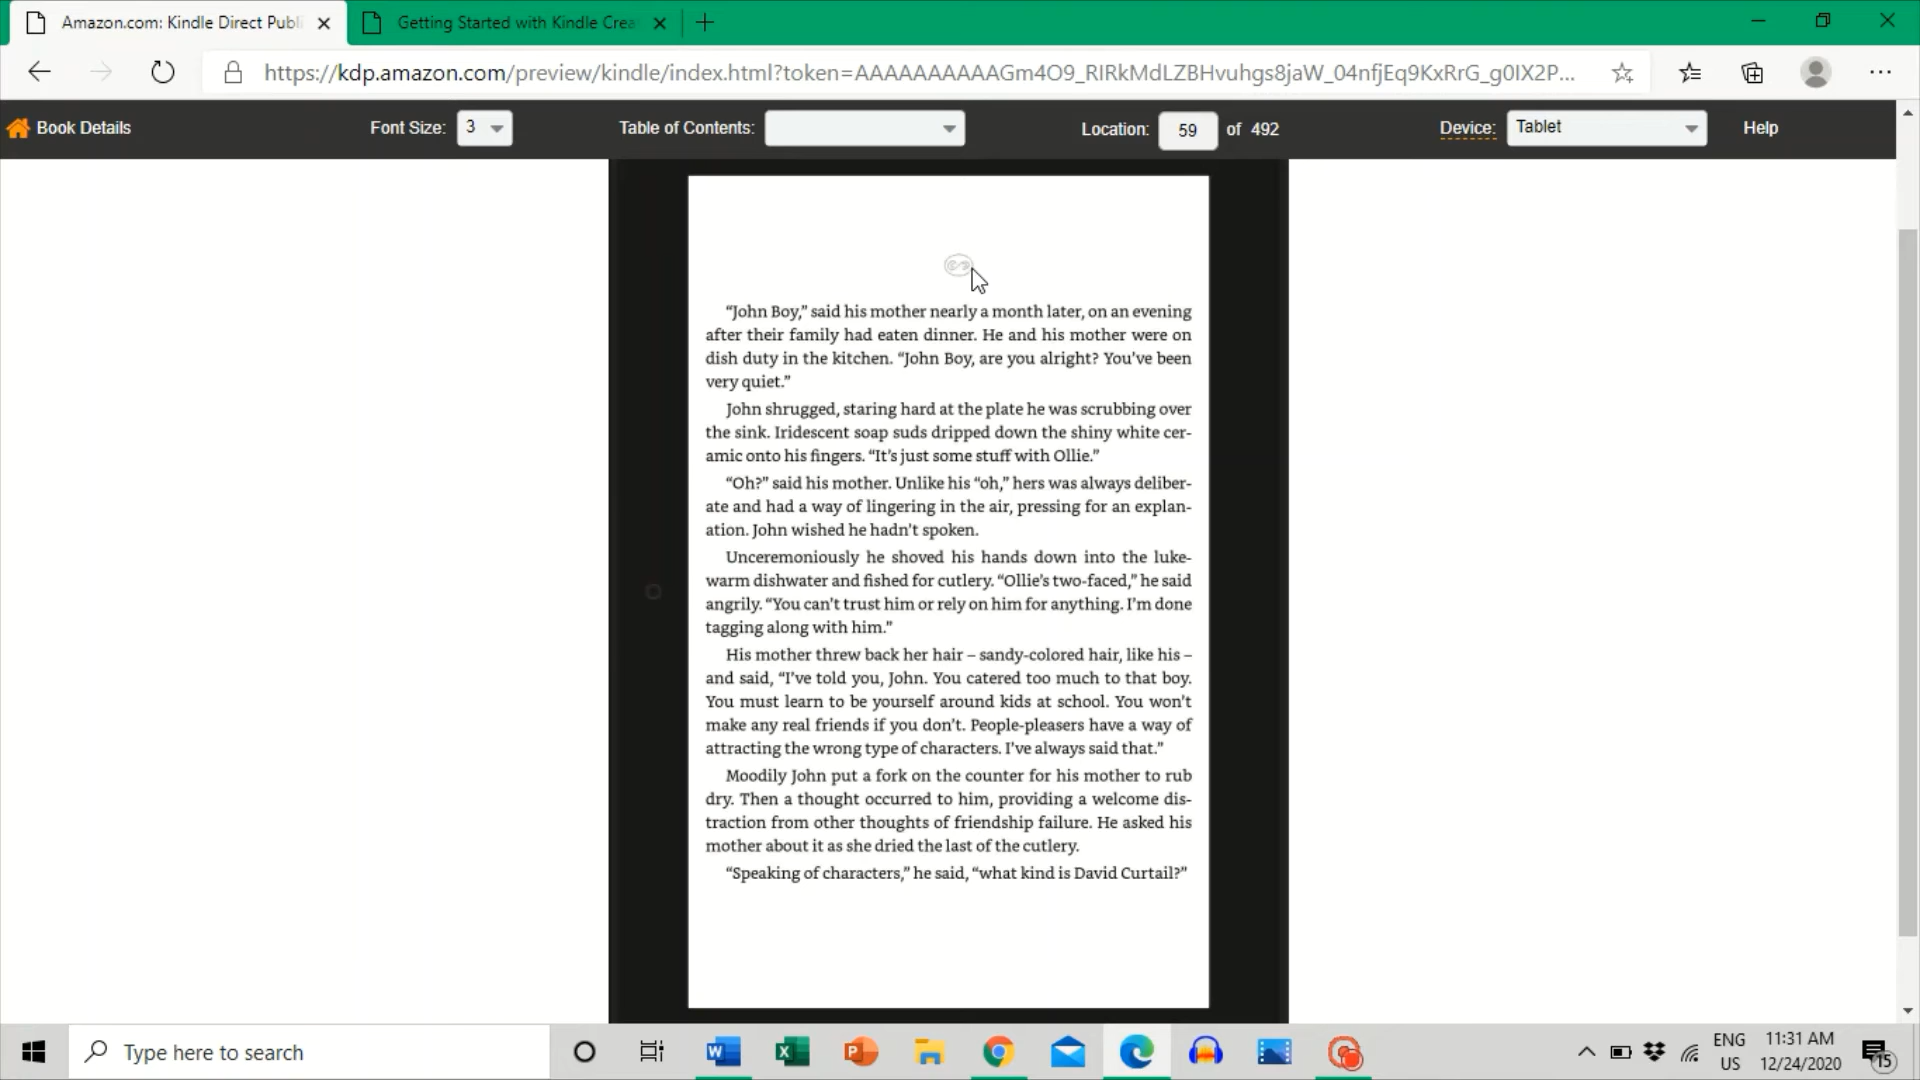 Amazon.com: Kindle Direct Publi
Getting Started with Kindle Crea
https://kdp.amazon.com/preview/kindle/index.html?token=AAAAAAAAAAGm4O9_RIRkMdLZBHvuhgs8jaW_04nfjEq9KxRrG_g0IX2P...
Book Details
Font Size: 3
Table of Contents:
Location: 59 of 492
Device: Tablet
Help
“John Boy,” said his mother nearly a month later, on an evening
after their family had eaten dinner. He and his mother were on
dish duty in the kitchen. “John Boy, are you alright? You’ve been
very quiet.”
John shrugged, staring hard at the plate he was scrubbing over
the sink. Iridescent soap suds dripped down the shiny white cer-
amic onto his fingers. “It’s just some stuff with Ollie.”
“Oh?” said his mother. Unlike his “oh,” hers was always deliber-
ate and had a way of lingering in the air, pressing for an explan-
ation. John wished he hadn’t spoken.
Unceremoniously he shoved his hands down into the luke-
warm dishwater and fished for cutlery. “Ollie’s two-faced,” he said
angrily. “You can’t trust him or rely on him for anything. I’m done
tagging along with him.”
His mother threw back her hair – sandy-colored hair, like his –
and said, “I’ve told you, John. You catered too much to that boy.
You must learn to be yourself around kids at school. You won’t
make any real friends if you don’t. People-pleasers have a way of
attracting the wrong type of characters. I’ve always said that.”
Moodily John put a fork on the counter for his mother to rub
dry. Then a thought occurred to him, providing a welcome dis-
traction from other thoughts of friendship failure. He asked his
mother about it as she dried the last of the cutlery.
“Speaking of characters,” he said, “what kind is David Curtail?”
Type here to search
ENG
US
11:31 AM
12/24/2020
15